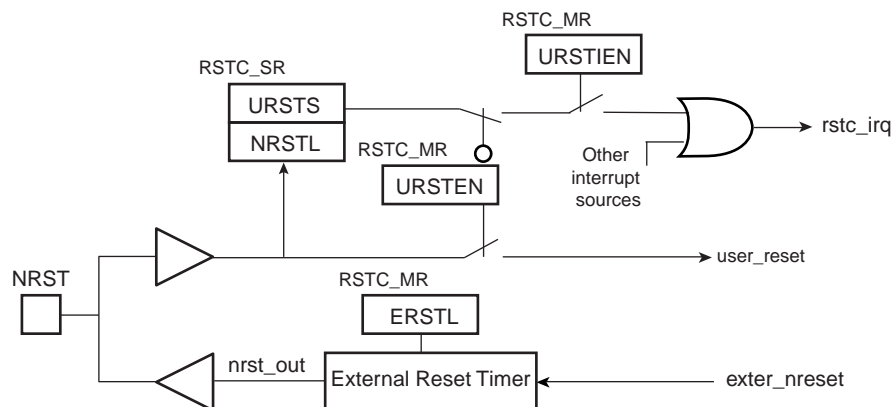 RSTC_MR
URSTIEN
RSTC_SR
URSTS
NRSTL
RSTC_MR
URSTEN
rstc_irq
Other
interrupt
sources
user_reset
NRST
RSTC_MR
ERSTL
nrst_out
External Reset Timer
exter_nreset